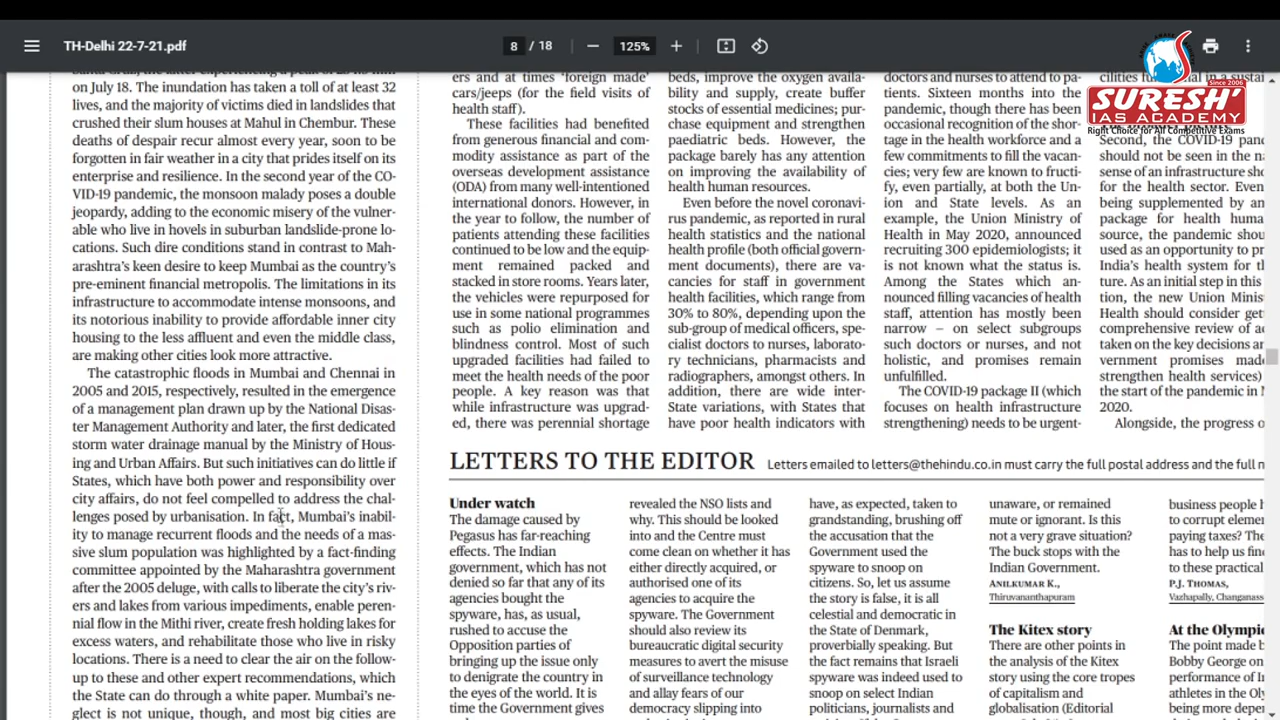 TH-Delhi 22-7-21.pdf
8 / 18
125%
Since 2006
SURESH'
IAS ACADEMY
Right Choice for All Competitive Exams
on July 18. The inundation has taken a toll of at least 32
lives, and the majority of victims died in landslides that
crushed their slum houses at Mahul in Chembur. These
deaths of despair recur almost every year, soon to be
forgotten in fair weather in a city that prides itself on its
enterprise and resilience. In the second year of the CO-
VID-19 pandemic, the monsoon malady poses a double
jeopardy, adding to the economic misery of the vulner-
able who live in hovels in suburban landslide-prone lo-
cations. Such dire conditions stand in contrast to Mah-
arashtra's keen desire to keep Mumbai as the country's
pre-eminent financial metropolis. The limitations in its
infrastructure to accommodate intense monsoons, and
its notorious inability to provide affordable inner city
housing to the less affluent and even the middle class,
are making other cities look more attractive.
The catastrophic floods in Mumbai and Chennai in
2005 and 2015, respectively, resulted in the emergence
of a management plan drawn up by the National Disas-
ter Management Authority and later, the first dedicated
storm water drainage manual by the Ministry of Hous-
ing and Urban Affairs. But such initiatives can do little if
States, which have both power and responsibility over
city affairs, do not feel compelled to address the chal-
lenges posed by urbanisation. In fact, Mumbai's inabil-
ity to manage recurrent floods and the needs of a mas-
sive slum population was highlighted by a fact-finding
committee appointed by the Maharashtra government
after the 2005 deluge, with calls to liberate the city's riv-
ers and lakes from various impediments, enable peren-
nial flow in the Mithi river, create fresh holding lakes for
excess waters, and rehabilitate those who live in risky
locations. There is a need to clear the air on the follow-
up to these and other expert recommendations, which
the State can do through a white paper. Mumbai's ne-
glect is not unique, though, and most big cities are
ers and at times 'foreign made'
cars/jeeps (for the field visits of
health staff).
These facilities had benefited
from generous financial and com-
modity assistance as part of the
overseas development assistance
(ODA) from many well-intentioned
international donors. However, in
the year to follow, the number of
patients attending these facilities
continued to be low and the equip-
ment remained packed and
stacked in store rooms. Years later,
the vehicles were repurposed for
use in some national programmes
such as polio elimination and
blindness control. Most of such
upgraded facilities had failed to
meet the health needs of the poor
people. A key reason was that
while infrastructure was upgrad-
ed, there was perennial shortage
beds, improve the oxygen availa-
bility and supply, create buffer
stocks of essential medicines; pur-
chase equipment and strengthen
paediatric beds. However, the
package barely has any attention
on improving the availability of
health human resources.
Even before the novel coronavi-
rus pandemic, as reported in rural
health statistics and the national
health profile (both official govern-
ment documents), there are va-
cancies for staff in government
health facilities, which range from
30% to 80%, depending upon the
sub-group of medical officers, spe-
cialist doctors to nurses, laborato-
ry technicians, pharmacists and
radiographers, amongst others. In
addition, there are wide inter-
State variations, with States that
have poor health indicators with
doctors and nurses to attend to pa-
tients. Sixteen months into the
pandemic, though there has been
occasional recognition of the shor-
tage in the health workforce and a
few commitments to fill the vacan-
cies; very few are known to fructi-
fy, even partially, at both the Un-
ion and State levels. As an
example, the Union Ministry of
Health in May 2020, announced
recruiting 300 epidemiologists; it
is not known what the status is.
Among the States which an-
nounced filling vacancies of health
staff, attention has mostly been
narrow – on select subgroups
such doctors or nurses, and not
holistic, and promises remain
unfulfilled.
The COVID-19 package II (which
focuses on health infrastructure
strengthening) needs to be urgent-
Second, the COVID-19
should not be seen in the
sense of an infrastructure
for the health sector. Even
being supplemented by an
package for health
source, the pandemic
used as an opportunity to
India's health system for
ture. As an initial step in this
tion, the new Union
Health should consider
comprehensive review of
taken on the key decisions
vernment promises
strengthen health services)
the start of the pandemic in
2020.
Alongside, the progress
LETTERS TO THE EDITOR
Letters emailed to letters@thehindu.co.in must carry the full postal address and the full
Under watch
The damage caused by
Pegasus has far-reaching
effects. The Indian
government, which has not
denied so far that any of its
agencies bought the
spyware, has, as usual,
rushed to accuse the
Opposition parties of
bringing up the issue only
to denigrate the country in
the eyes of the world. It is
time the Government gives
revealed the NSO lists and
why. This should be looked
into and the Centre must
come clean on whether it has
either directly acquired, or
authorised one of its
agencies to acquire the
spyware. The Government
should also review its
bureaucratic digital security
measures to avert the misuse
of surveillance technology
and allay fears of our
democracy slipping into
have, as expected, taken to
grandstanding, brushing off
the accusation that the
Government used the
spyware to snoop on
citizens. So, let us assume
the story is false, it is all
celestial and democratic in
the State of Denmark,
proverbially speaking. But
the fact remains that Israeli
spyware was indeed used to
snoop on select Indian
politicians, journalists and
unaware, or remained
mute or ignorant. Is this
not a very grave situation?
The buck stops with the
Indian Government.
ANILKUMAR K.,
Thiruvananthapuram
The Kitex story
There are other points in
the analysis of the Kitex
story using the core tropes
of capitalism and
globalisation (Editorial
business people
to corrupt
paying taxes?
has to help us
to these practical
P.J. THOMAS,
Vazhapally,
At the
The point made
Bobby George on
performance of
athletes in the
being more